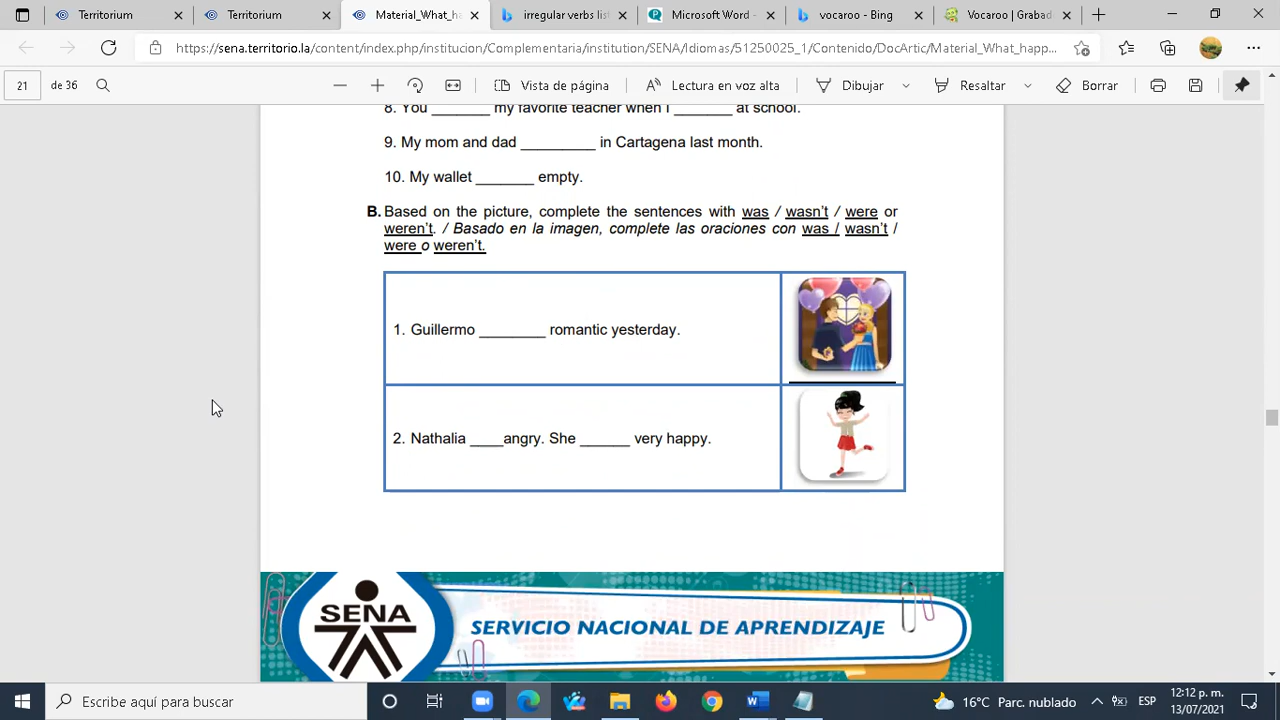 Territorium
Territorium
Material_What_ha
irregular verbs list
Microsoft Word -
vocaroo - Bing
Vocaroo | Grabad
https://sena.territorio.la/content/index.php/institucion/Complementaria/institution/SENA/Idiomas/51250025_1/Contenido/DocArtic/Material_What_happ...
21 de 36
Vista de página
Lectura en voz alta
Dibujar
Resaltar
Borrar
8. You _______ my favorite teacher when I _______ at school.
9. My mom and dad _________ in Cartagena last month.
10. My wallet _______ empty.
B. Based on the picture, complete the sentences with was / wasn't / were or
weren't. / Basado en la imagen, complete las oraciones con was / wasn't /
were o weren't.
1. Guillermo ________ romantic yesterday.
2. Nathalia ____angry. She ______ very happy.
SENA
SERVICIO NACIONAL DE APRENDIZAJE
Escribe aquí para buscar
16°C Parc. nublado
ESP
12:12 p. m.
13/07/2021